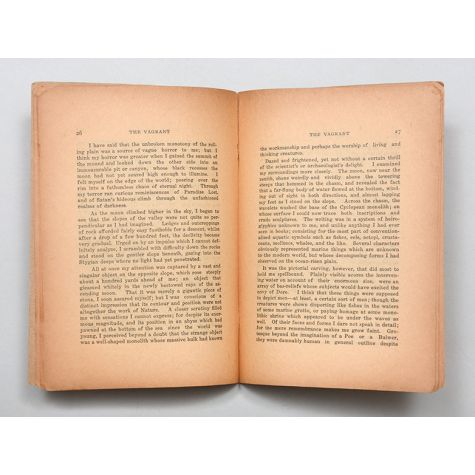 26 THE VAGRANT
I have said that the unbroken monotony of the rol-
ling plain was a source of vague horror to me; but I
think my horror was greater when I gained the summit of
the mound and looked down the other side into an
immeasurable pit or canyon, whose black recesses the
moon had not yet soared high enough to illumine. I
felt myself on the edge of the world; peering over the
rim into a fathomless chaos of eternal night. Through
my terror ran curious reminiscences of Paradise Lost,
and of Satan's hideous climb through the unfashioned
realms of darkness.
As the moon climbed higher in the sky, I began to
see that the slopes of the valley were not quite so per-
pendicular as I had imagined. Ledges and outcroppings
of rock afforded fairly easy footholds for a descent, whilst
after a drop of a few hundred feet, the declivity became
very gradual. Urged on by an impulse which I cannot defi-
nitely analyze, I scrambled with difficulty down the rocks
and stood on the gentler slope beneath, gazing into the
Stygian deeps where no light had yet penetrated.
All at once my attention was captured by a vast and
singular object on the opposite slope, which rose steeply
about a hundred yards ahead of me; an object that
gleamed whitely in the newly bestowed rays of the as-
cending moon. That it was merely a gigantic piece of
stone, I soon assured myself; but I was conscious of a
distinct impression that its contour and position were not
altogether the work of Nature. A closer scrutiny filled
me with sensations I cannot express; for despite its enor-
mous magnitude, and its position in an abyss which had
yawned at the bottom of the sea since the world was
young, I perceived beyond a doubt that the strange object
was a well-shaped monolith whose massive bulk had known
THE VAGRANT 27
the workmanship and perhaps the worship of living and
thinking creatures.
Dazed and frightened, yet not without a certain thrill
of the scientist's or archaeologist's delight, I examined
my surroundings more closely. The moon, now near the
zenith, shone weirdly and vividly above the towering
steeps that hemmed in the chasm, and revealed the fact
that a far-flung body of water flowed at the bottom, wind-
ing out of sight in both directions, and almost lapping
my feet as I stood on the slope. Across the chasm, the
wavelets washed the base of the Cyclopean monolith; on
whose surface I could now trace both inscriptions and
crude sculptures. The writing was in a system of hiero-
glyphics unknown to me, and unlike anything I had ever
seen in books; consisting for the most part of convention-
alized aquatic symbols such as fishes, eels, octopi, crusta-
ceans, molluscs, whales, and the like. Several characters
obviously represented marine things which are unknown
to the modern world, but whose decomposing forms I had
observed on the ocean-risen plain.
It was the pictorial carving, however, that did most to
hold me spellbound. Plainly visible across the interven-
ing water on account of their enormous size, were an
array of bas-reliefs whose subjects would have excited the
envy of Dore. I think that these things were supposed
to depict men—at least, a certain sort of men; though the
creatures were shown disporting like fishes in the waters
of some marine grotto, or paying homage at some mono-
lithic shrine which appeared to be under the waves as
well. Of their faces and forms I dare not speak in detail;
for the mere remembrance makes me grow faint. Gro-
tesque beyond the imagination of a Poe or a Bulwer,
they were damnably human in general outline despite